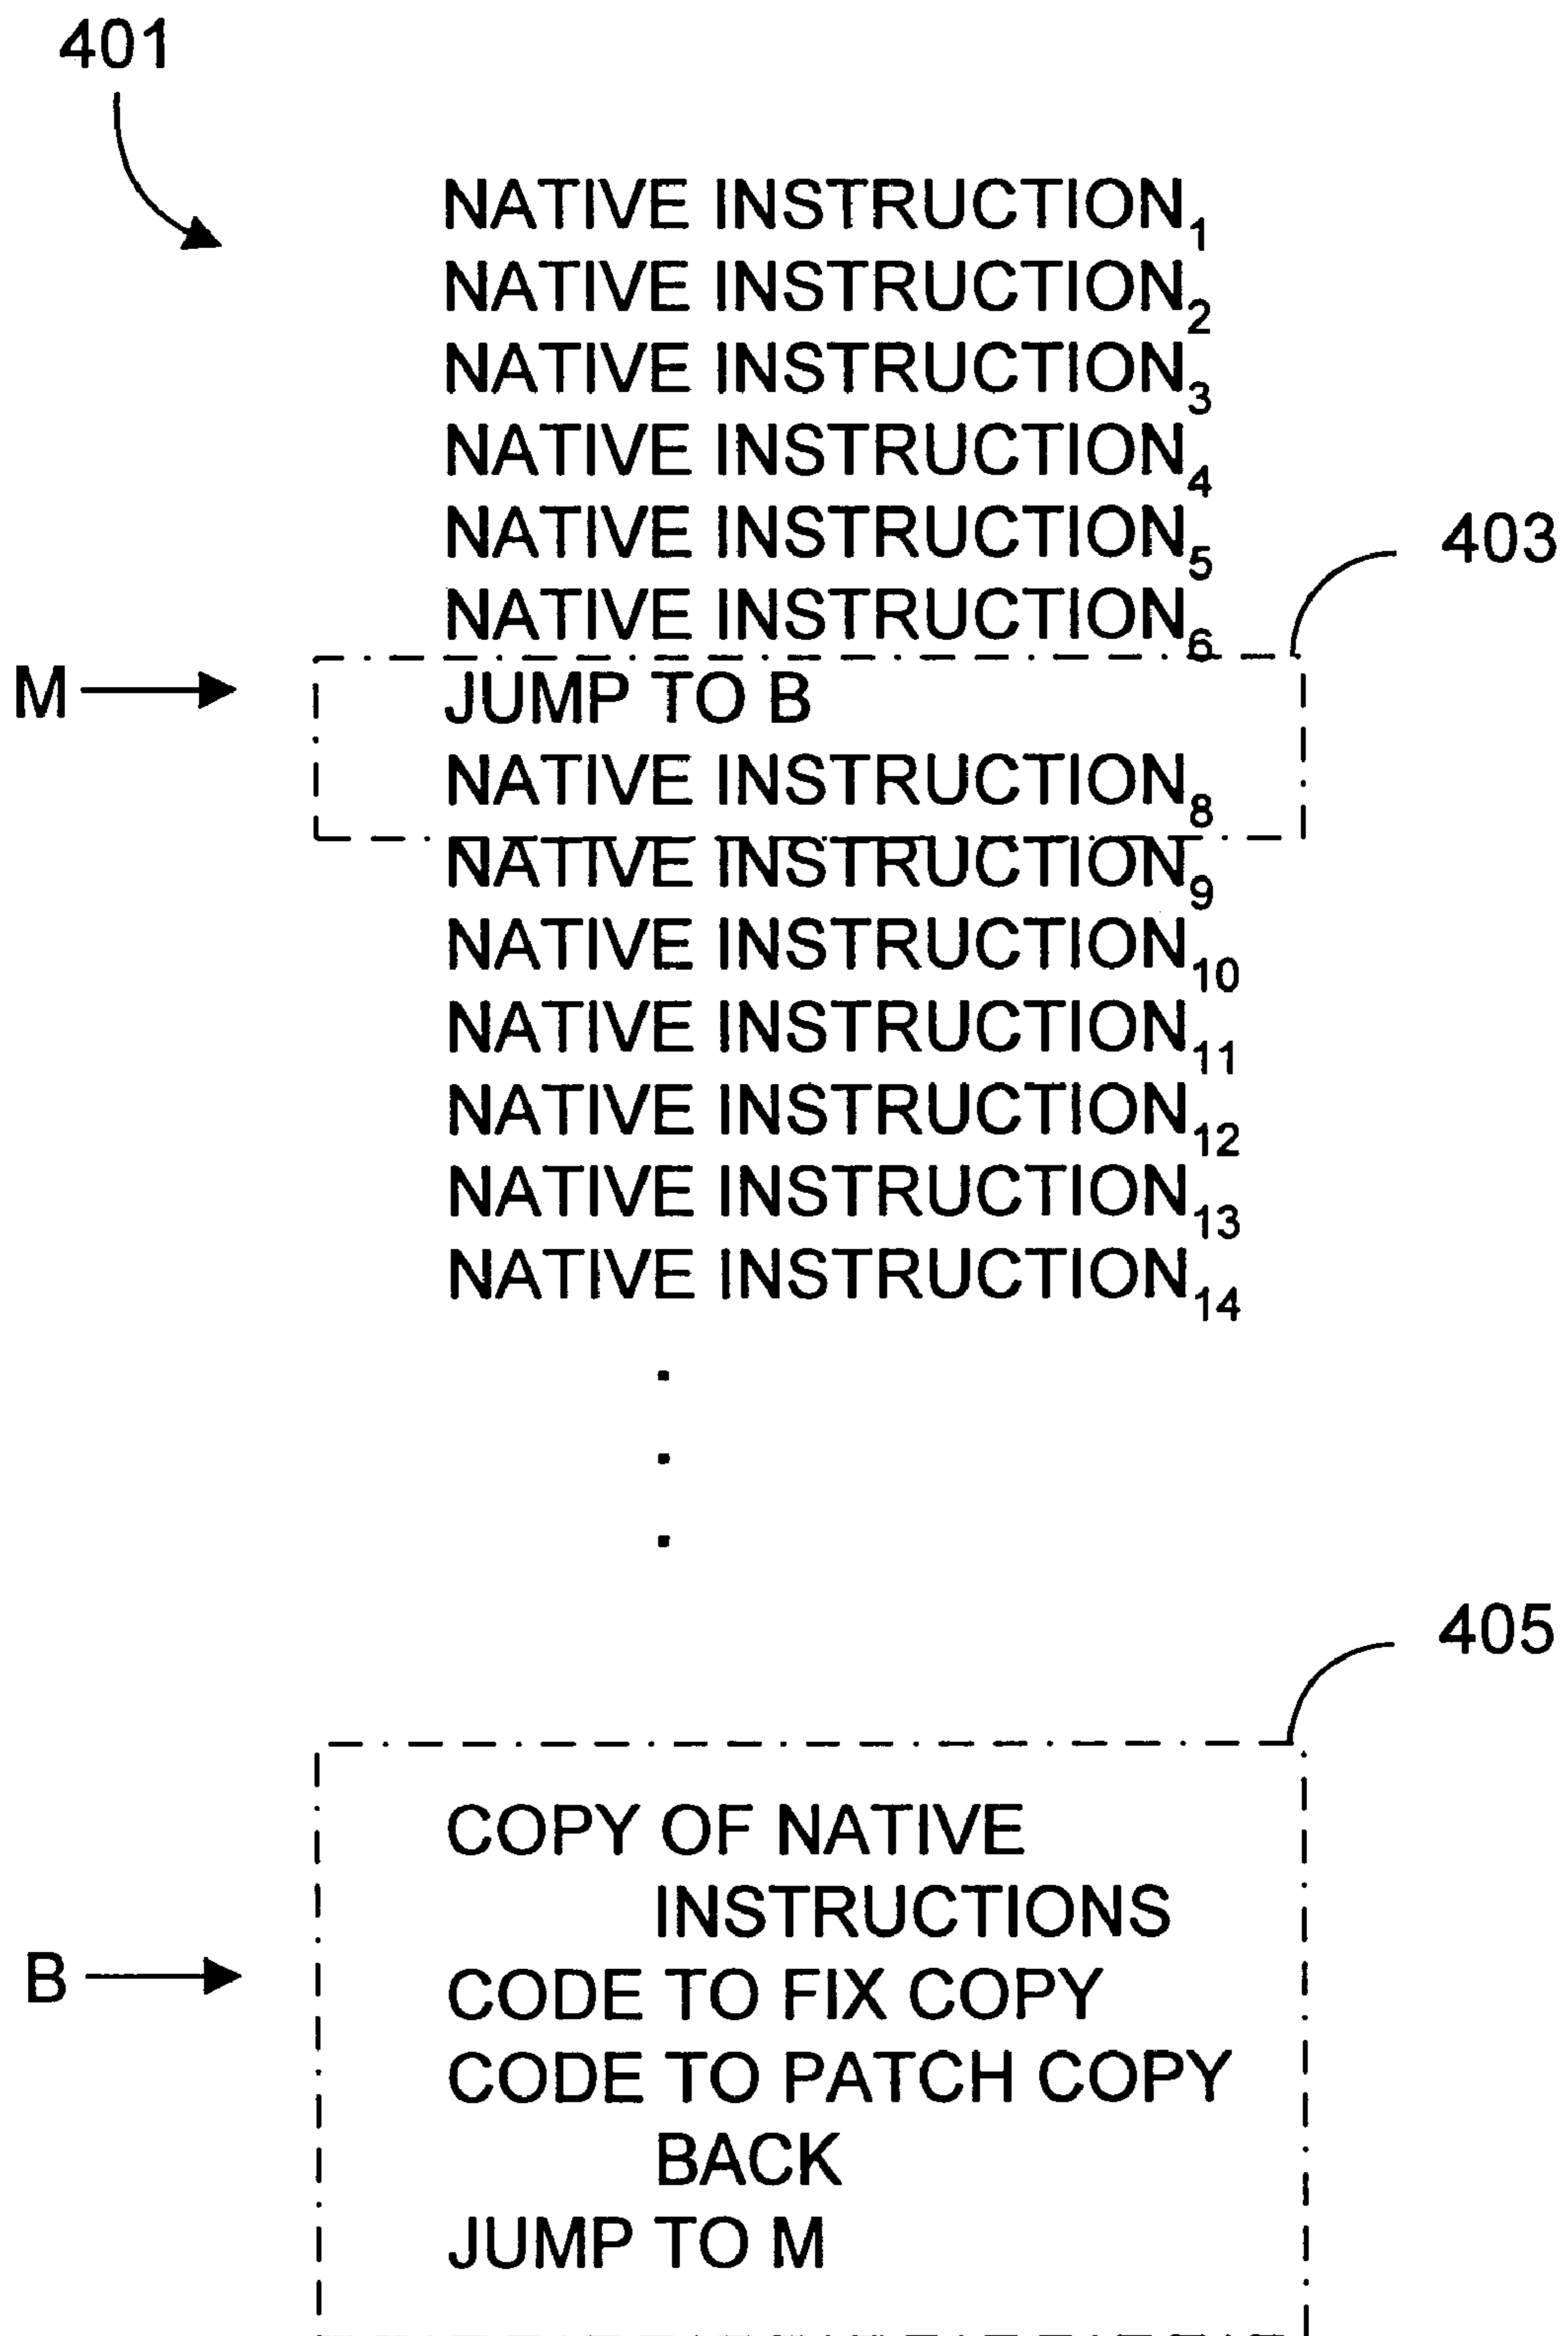 401
NATIVE INSTRUCTION₁
NATIVE INSTRUCTION₂
NATIVE INSTRUCTION₃
NATIVE INSTRUCTION₄
NATIVE INSTRUCTION₅
403
NATIVE INSTRUCTION₆
M
JUMP TO B
NATIVE INSTRUCTION₈
NATIVE INSTRUCTION₉
NATIVE INSTRUCTION₁₀
NATIVE INSTRUCTION₁₁
NATIVE INSTRUCTION₁₂
NATIVE INSTRUCTION₁₃
NATIVE INSTRUCTION₁₄
.
.
.
405
COPY OF NATIVE
INSTRUCTIONS
B
CODE TO FIX COPY
CODE TO PATCH COPY
BACK
JUMP TO M